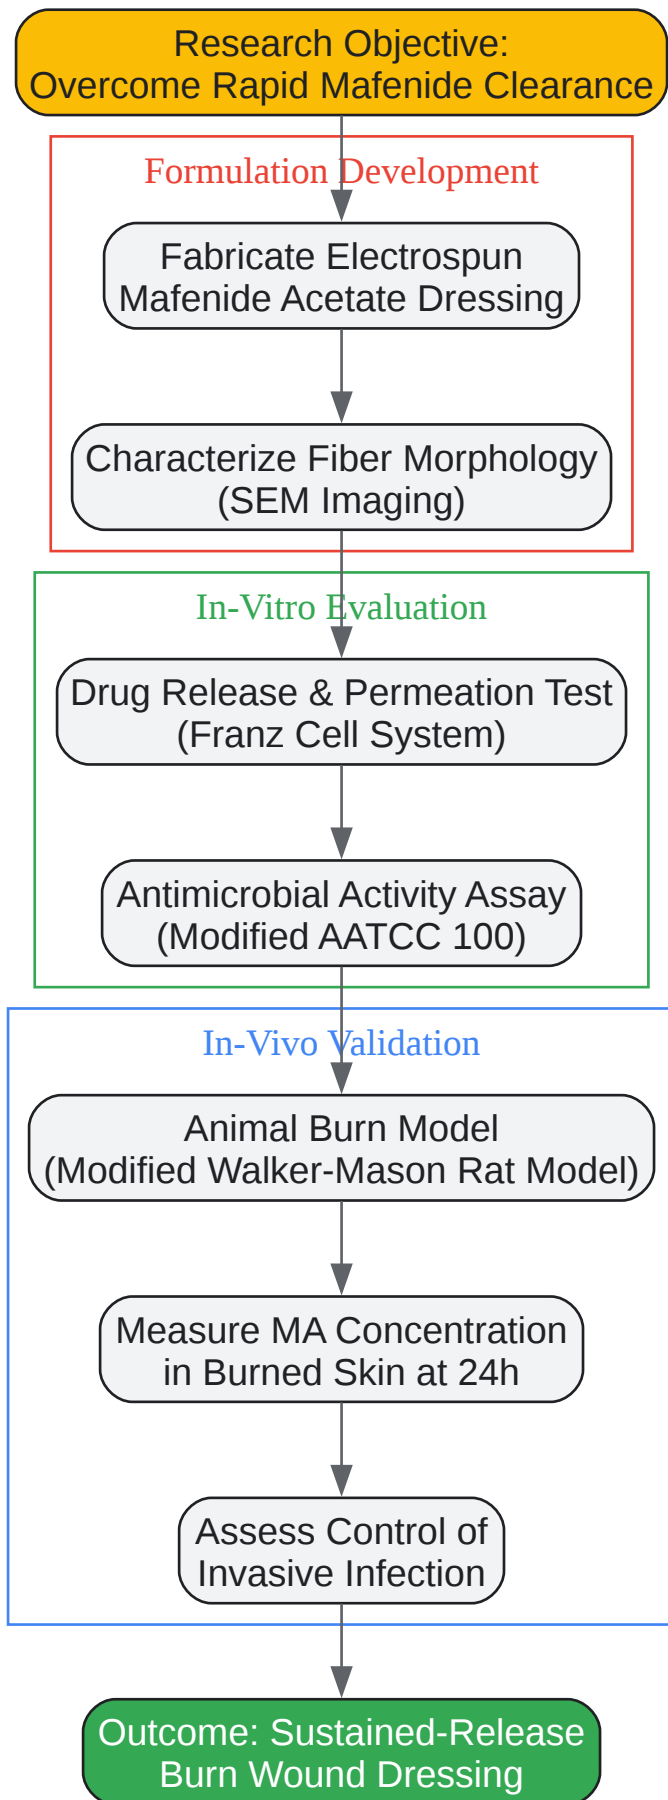 Research Objective:
Overcome Rapid Mafenide Clearance
Formulation Development
Fabricate Electrospun
Mafenide Acetate Dressing
Characterize Fiber Morphology
(SEM Imaging)
In-Vitro Evaluation
Drug Release & Permeation Test
(Franz Cell System)
Antimicrobial Activity Assay
(Modified AATCC 100)
In-Vivo Validation
Animal Burn Model
(Modified Walker-Mason Rat Model)
Measure MA Concentration
in Burned Skin at 24h
Assess Control of
Invasive Infection
Outcome: Sustained-Release
Burn Wound Dressing